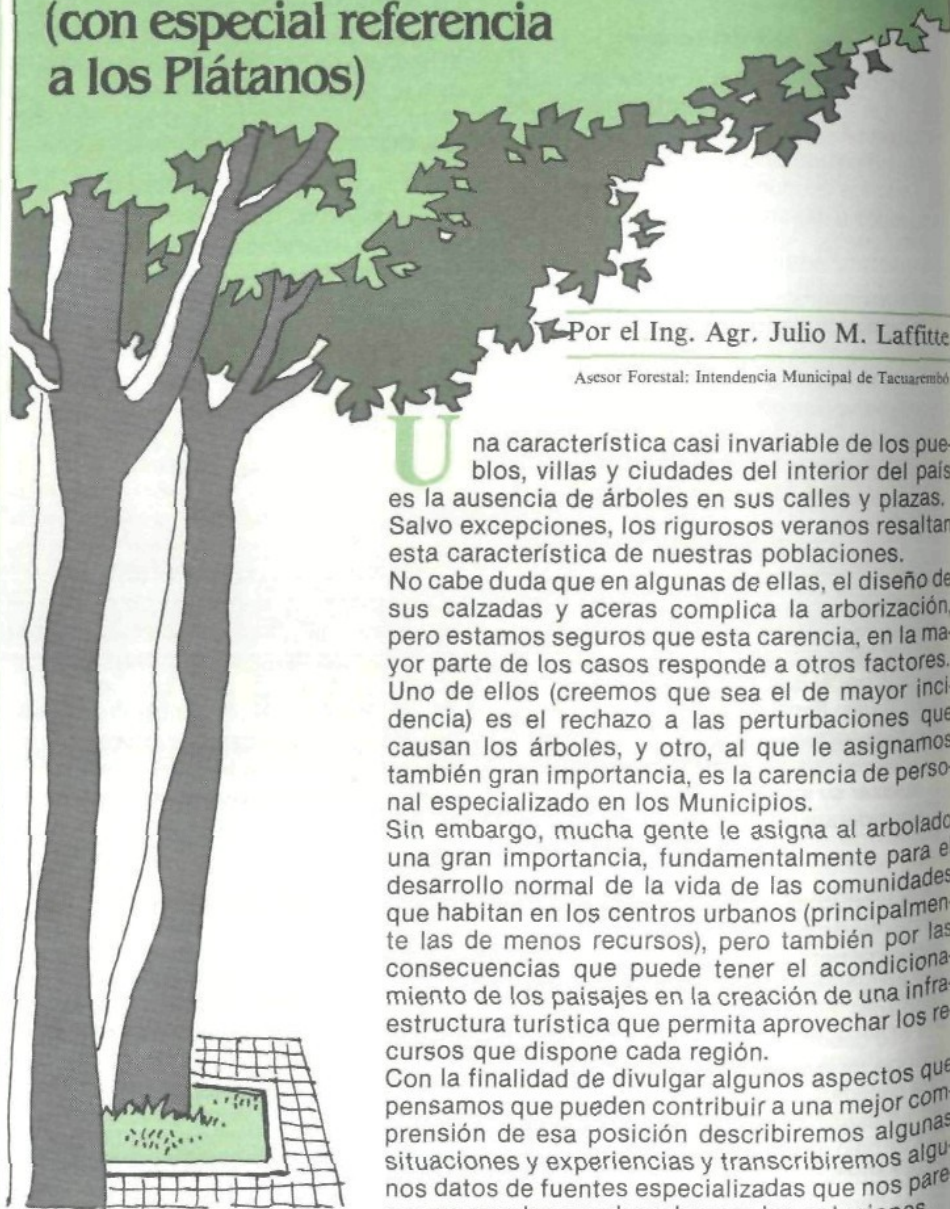 (con especial referencia
a los Plátanos)
Por el Ing. Agr. Julio M. Laffitte
Asesor Forestal: Intendencia Municipal de Tacuarembó
Una característica casi invariable de los pue-
blos, villas y ciudades del interior del país
es la ausencia de árboles en sus calles y plazas.
Salvo excepciones, los rigurosos veranos resaltan
esta característica de nuestras poblaciones.
No cabe duda que en algunas de ellas, el diseño de
sus calzadas y aceras complica la arborización,
pero estamos seguros que esta carencia, en la ma-
yor parte de los casos responde a otros factores.
Uno de ellos (creemos que sea el de mayor inci-
dencia) es el rechazo a las perturbaciones que
causan los árboles, y otro, al que le asignamos
también gran importancia, es la carencia de perso-
nal especializado en los Municipios.
Sin embargo, mucha gente le asigna al arbolado
una gran importancia, fundamentalmente para el
desarrollo normal de la vida de las comunidades
que habitan en los centros urbanos (principalmen-
te las de menos recursos), pero también por las
consecuencias que puede tener el acondiciona-
miento de los paisajes en la creación de una infra-
estructura turística que permita aprovechar los re-
cursos que dispone cada región.
Con la finalidad de divulgar algunos aspectos que
pensamos que pueden contribuir a una mejor com-
prensión de esa posición describiremos algunas
situaciones y experiencias y transcribiremos algu-
nos datos de fuentes especializadas que nos pare-